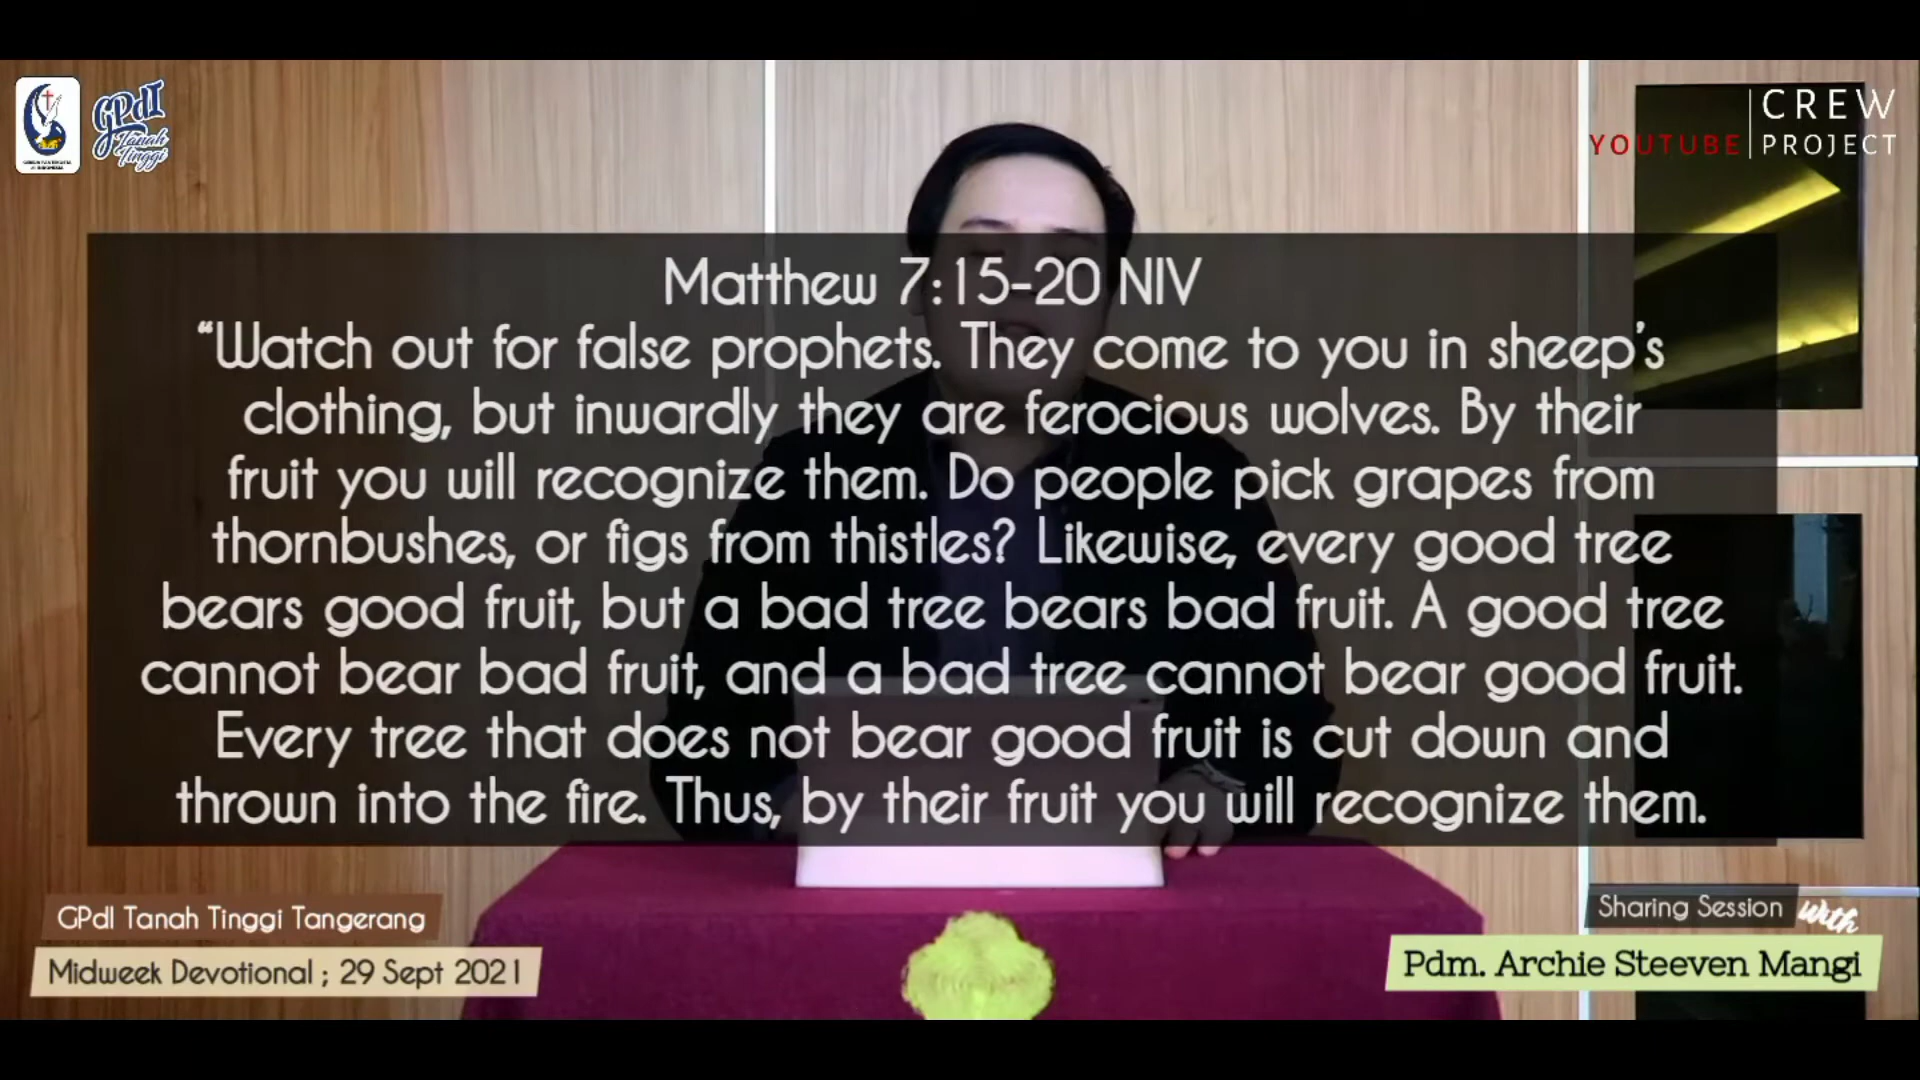 GPdI
Tanah
Tinggi
CREW
YOUTUBE PROJECT
Matthew 7:15-20 NIV
“Watch out for false prophets. They come to you in sheep’s
clothing, but inwardly they are ferocious wolves. By their
fruit you will recognize them. Do people pick grapes from
thornbushes, or figs from thistles? Likewise, every good tree
bears good fruit, but a bad tree bears bad fruit. A good tree
cannot bear bad fruit, and a bad tree cannot bear good fruit.
Every tree that does not bear good fruit is cut down and
thrown into the fire. Thus, by their fruit you will recognize them.
GPdI Tanah Tinggi Tangerang
Midweek Devotional ; 29 Sept 2021
Sharing Session With
Pdm. Archie Steeven Mangi